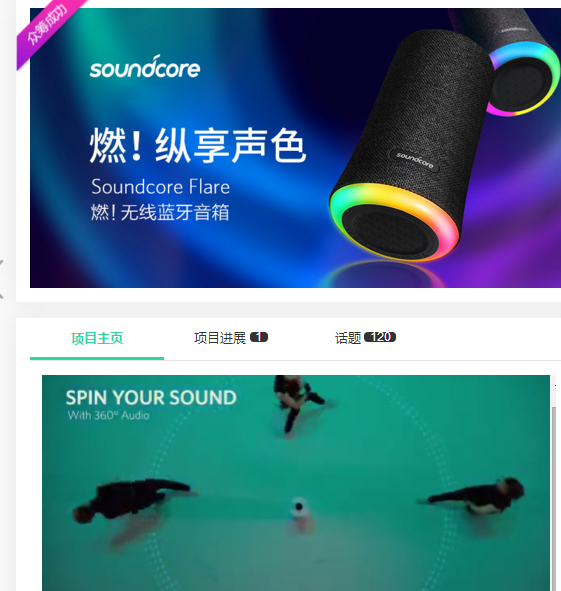 众筹成功
soundcore
燃！纵享声色
Soundcore Flare
燃！无线蓝牙音箱
soundcore
项目主页 项目进展 1 话题 120
SPIN YOUR SOUND
With 360° Audio